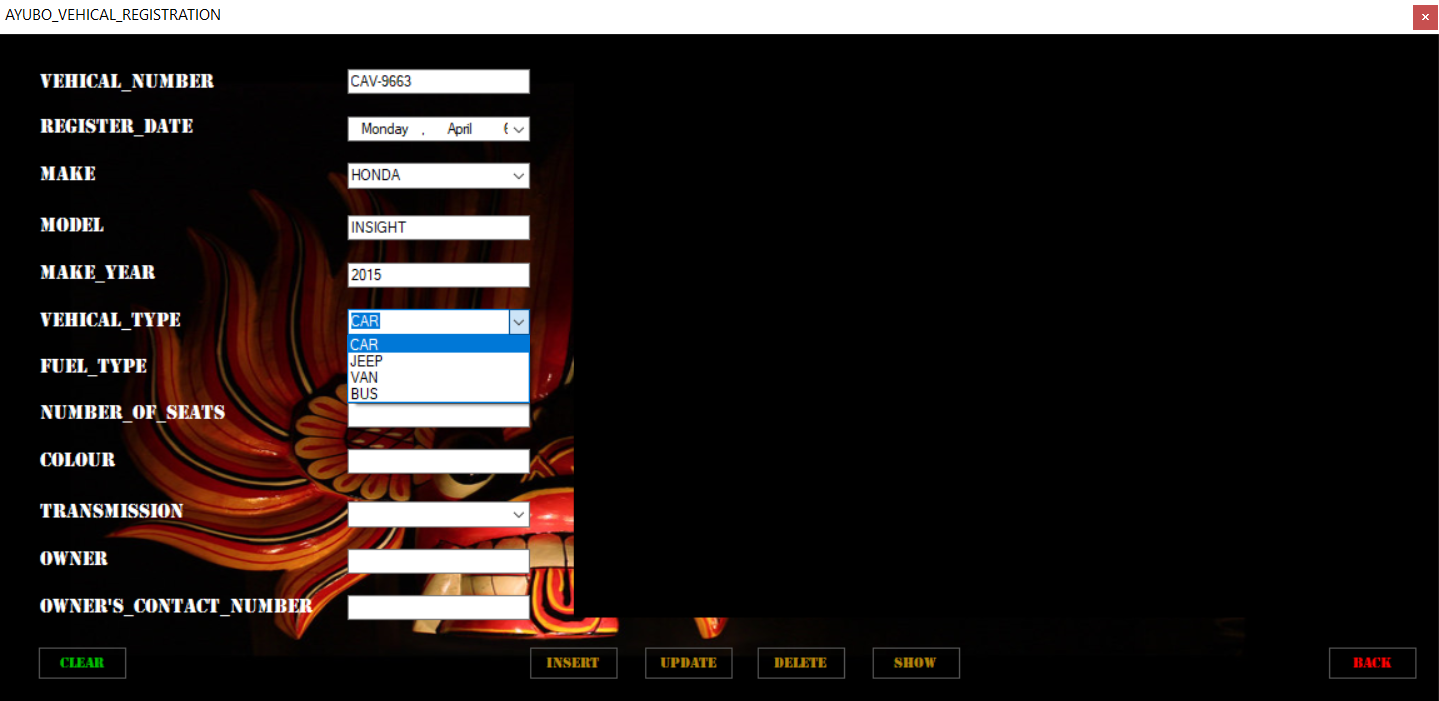 AYUBO_VEHICAL_REGISTRATION
VEHICAL_NUMBER CAV-9663
REGISTER_DATE Monday , April 6
MAKE HONDA
MODEL INSIGHT
MAKE_YEAR 2015
VEHICAL_TYPE CAR
CAR
FUEL_TYPE JEEP
VAN
BUS
NUMBER_OF_SEATS
COLOUR
TRANSMISSION
OWNER
OWNER'S_CONTACT_NUMBER
CLEAR INSERT UPDATE DELETE SHOW BACK